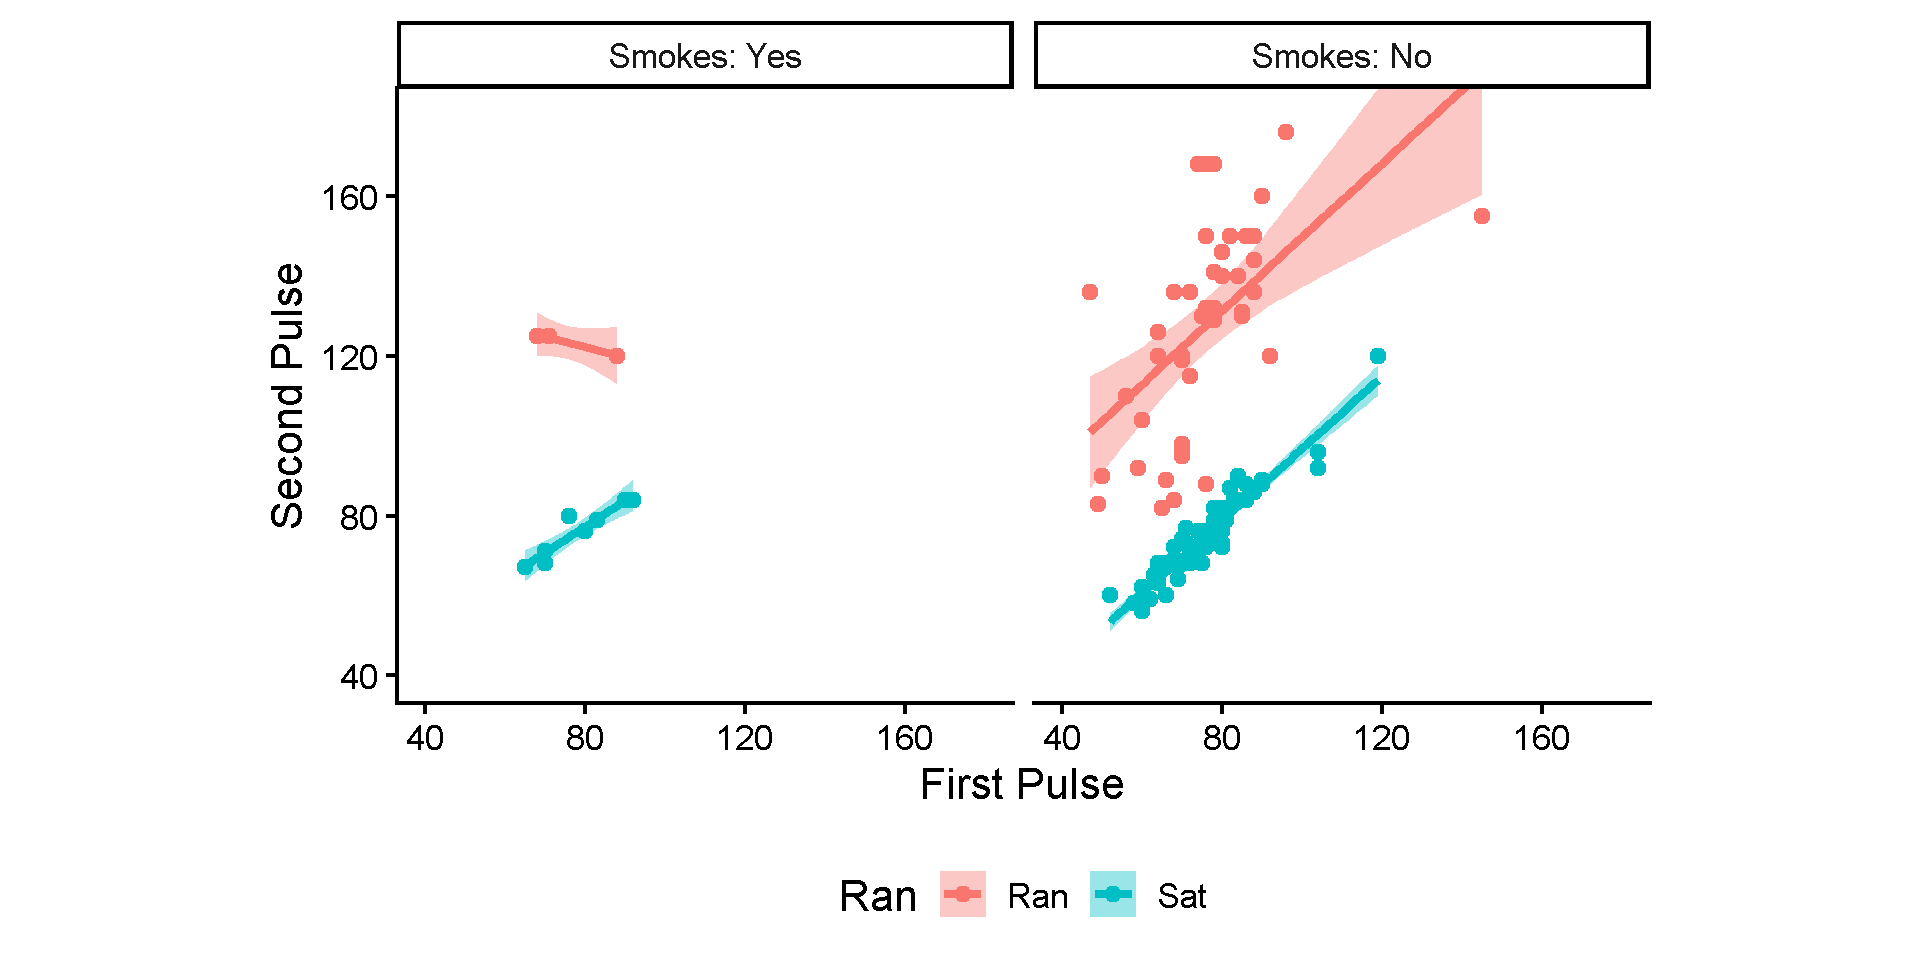 Smokes: Yes
Smokes: No
Second Pulse
160
120
80
40
40 80 120 160
40 80 120 160
First Pulse
Ran Ran Sat